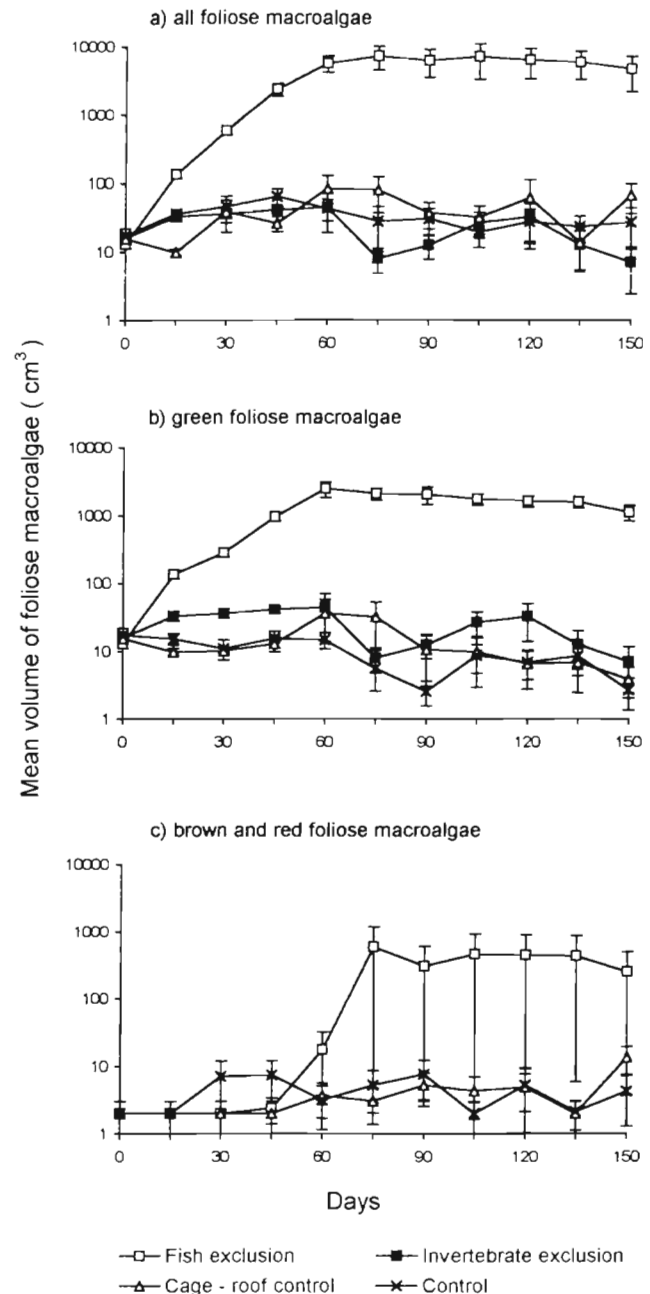 a) all foliose macroalgae
10000
1000
100
10
1
0 30 60 90 120 150
b) green foliose macroalgae
10000
1000
100
10
1
0 30 60 90 120 150
c) brown and red foliose macroalgae
10000
1000
100
10
1
0 30 60 90 120 150
Mean volume of foliose macroalgae ( cm³ )
Days
Fish exclusion Invertebrate exclusion
Cage - roof control Control